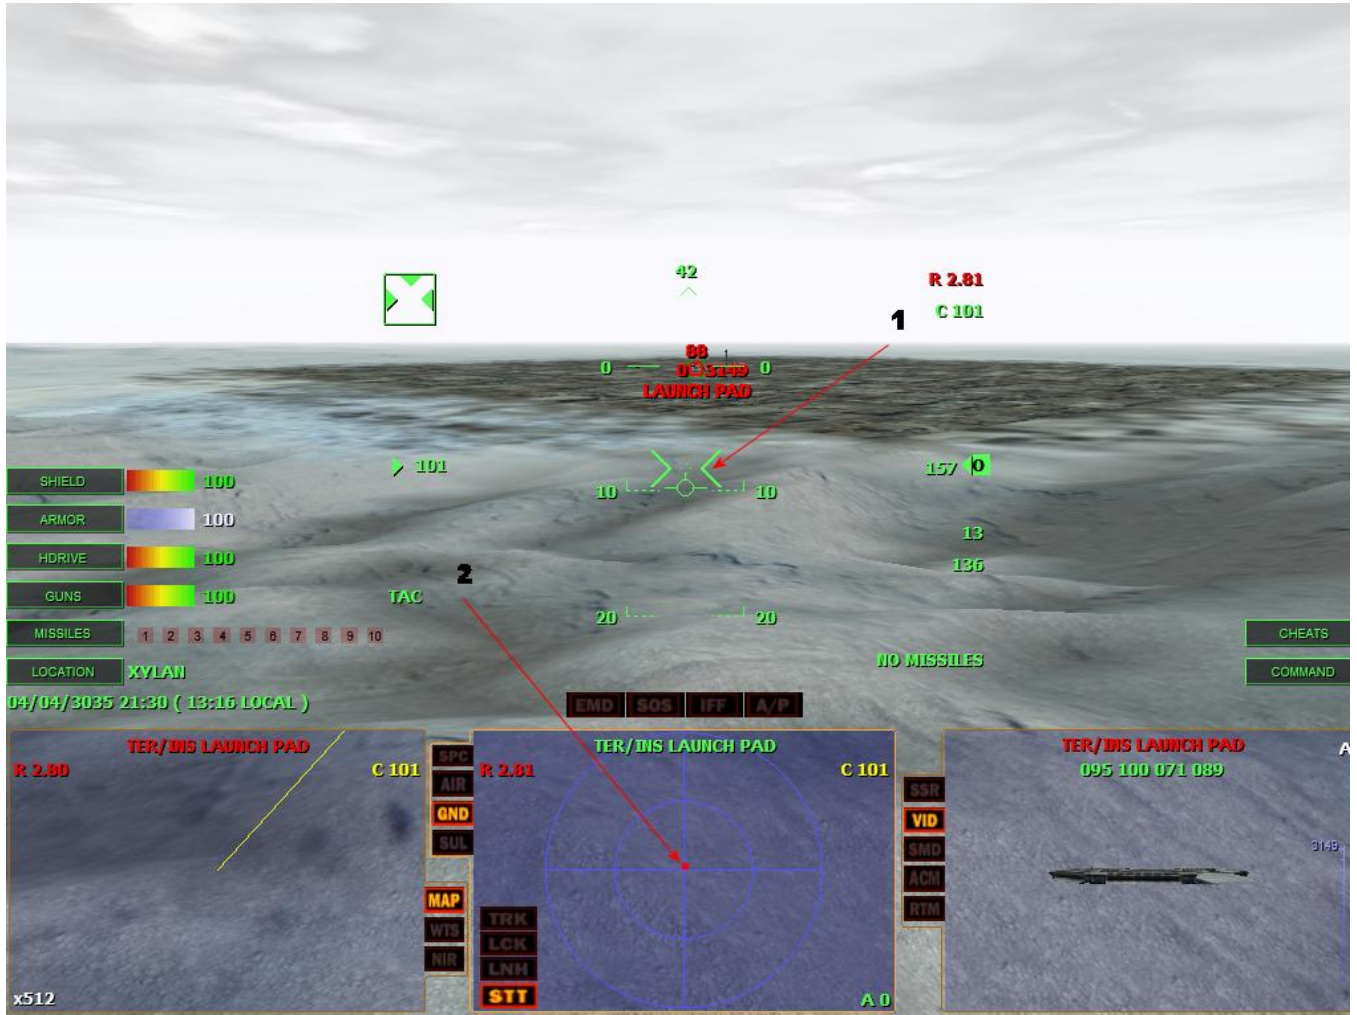 42
R 2.81
C 101
1
88
1
0 0
LAUNCH PAD
101
157 O
10 10
13
136
20 20
SHIELD 100
ARMOR 100
HDRIVE 100
GUNS 100
2
TAC
MISSILES 1 2 3 4 5 6 7 8 9 10
LOCATION XYLAN
NO MISSILES
CHEATS
COMMAND
04/04/3035 21:30 ( 13:16 LOCAL )
EMD SOS IFF A/P
TER/INS LAUNCH PAD
R 2.80 C 101
x512
SPC
AIR
GND
SUL
MAP
WTS
NIR
TER/INS LAUNCH PAD
R 2.81 C 101
TRK
LCK
LNH
STT
A 0
SSR
VID
SMD
ACM
RTM
TER/INS LAUNCH PAD
095 100 071 089
A
3149